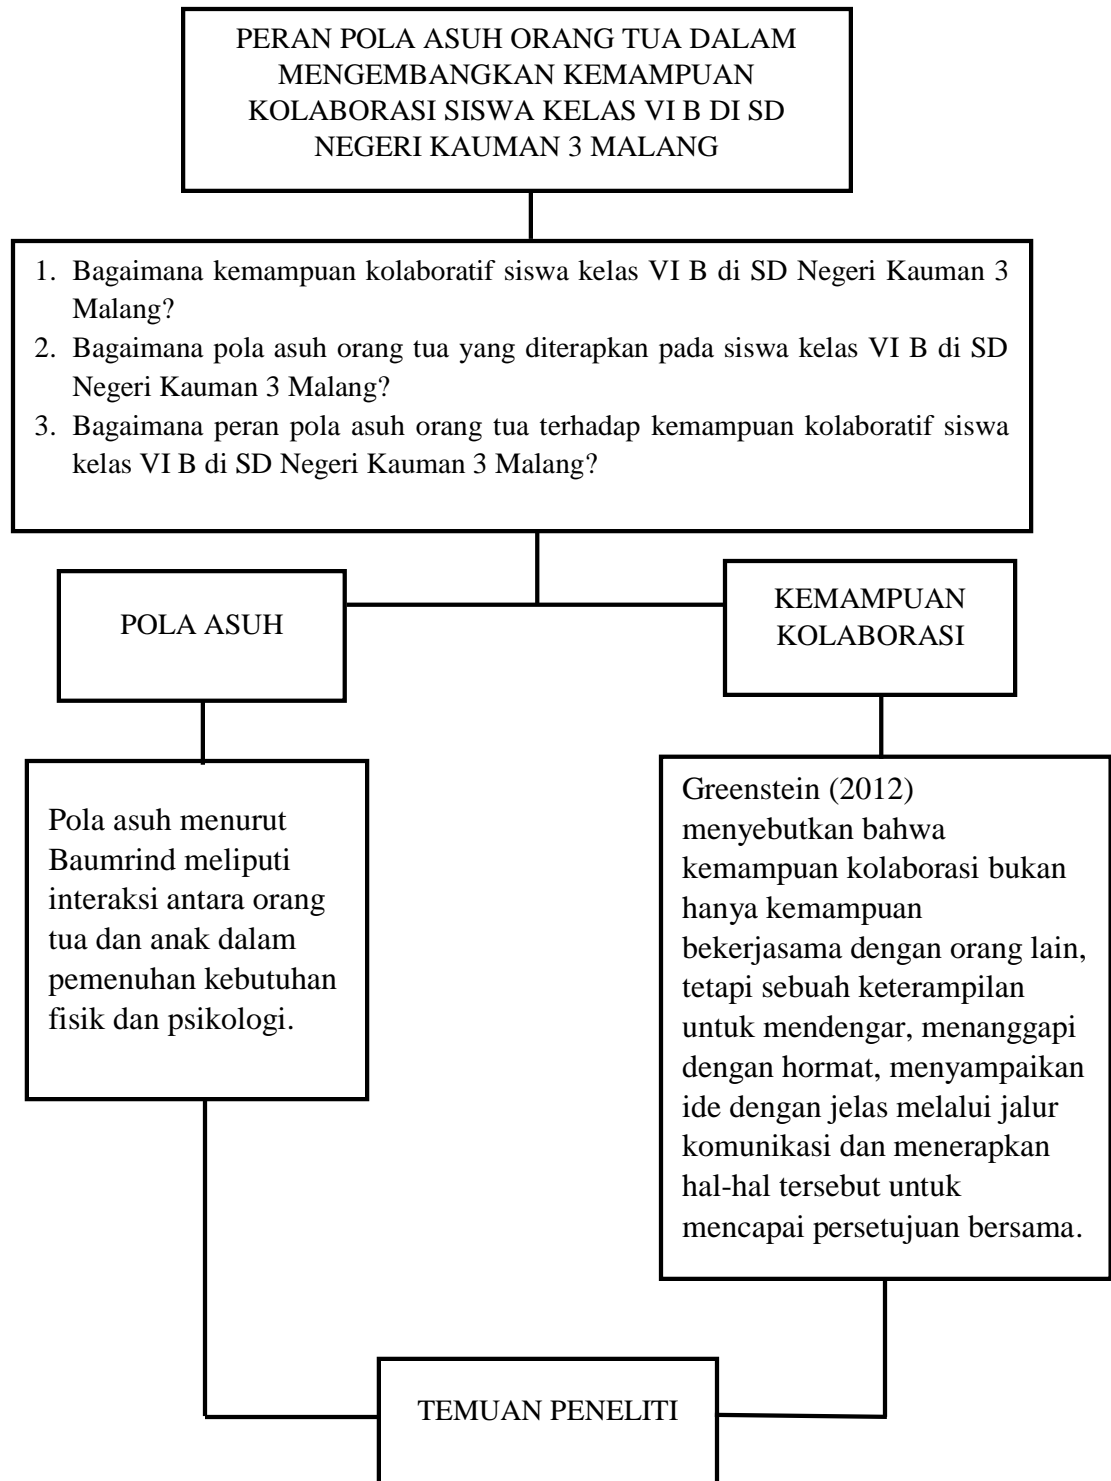 PERAN POLA ASUH ORANG TUA DALAM
MENGEMBANGKAN KEMAMPUAN
KOLABORASI SISWA KELAS VI B DI SD
NEGERI KAUMAN 3 MALANG
1. Bagaimana kemampuan kolaboratif siswa kelas VI B di SD Negeri Kauman 3
Malang?
2. Bagaimana pola asuh orang tua yang diterapkan pada siswa kelas VI B di SD
Negeri Kauman 3 Malang?
3. Bagaimana peran pola asuh orang tua terhadap kemampuan kolaboratif siswa
kelas VI B di SD Negeri Kauman 3 Malang?
POLA ASUH
KEMAMPUAN
KOLABORASI
Pola asuh menurut
Baumrind meliputi
interaksi antara orang
tua dan anak dalam
pemenuhan kebutuhan
fisik dan psikologi.
Greenstein (2012)
menyebutkan bahwa
kemampuan kolaborasi bukan
hanya kemampuan
bekerjasama dengan orang lain,
tetapi sebuah keterampilan
untuk mendengar, menanggapi
dengan hormat, menyampaikan
ide dengan jelas melalui jalur
komunikasi dan menerapkan
hal-hal tersebut untuk
mencapai persetujuan bersama.
TEMUAN PENELITI